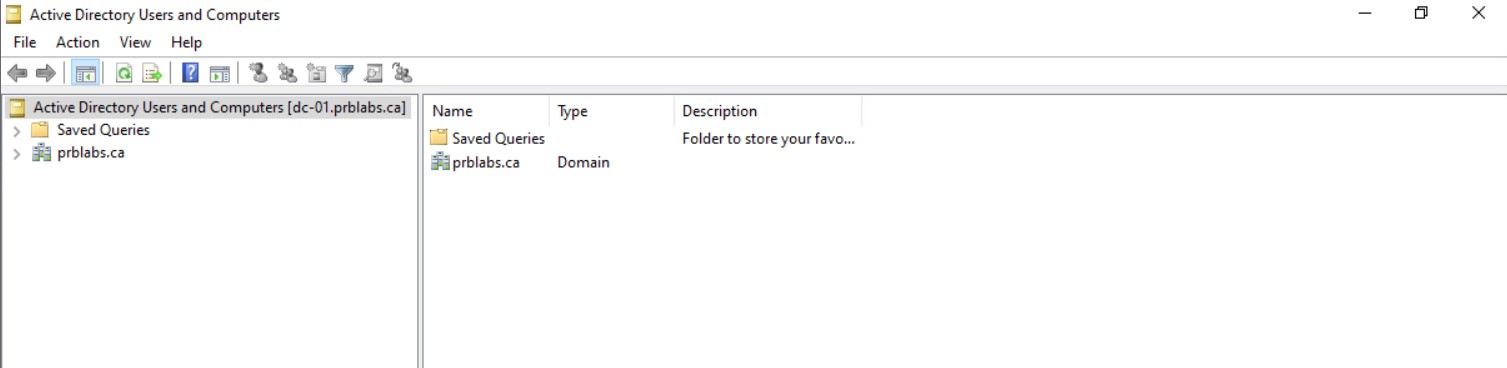 Active Directory Users and Computers
File Action View Help
Active Directory Users and Computers [dc-01.prblabs.ca]
Saved Queries
prblabs.ca
Name Type Description
Saved Queries Folder to store your favo...
prblabs.ca Domain